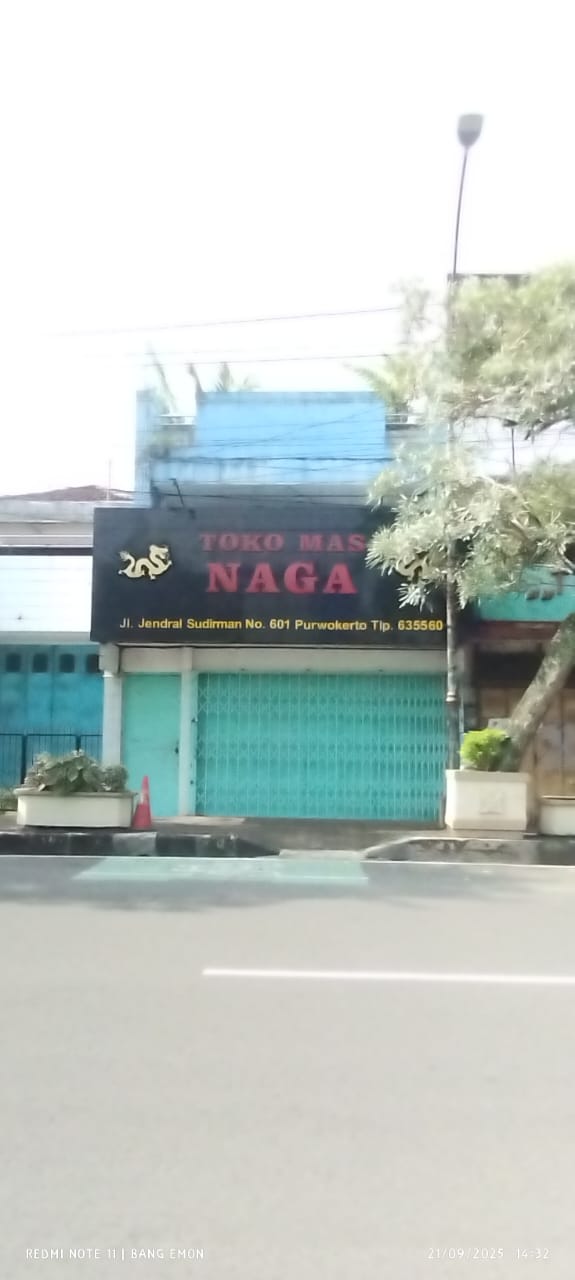 TOKO MAS
NAGA
Jl. Jendral Sudirman No. 601 Purwokerto Tlp. 635560
REDMI NOTE 11 | BANG EMON
21/09/2025 14:32